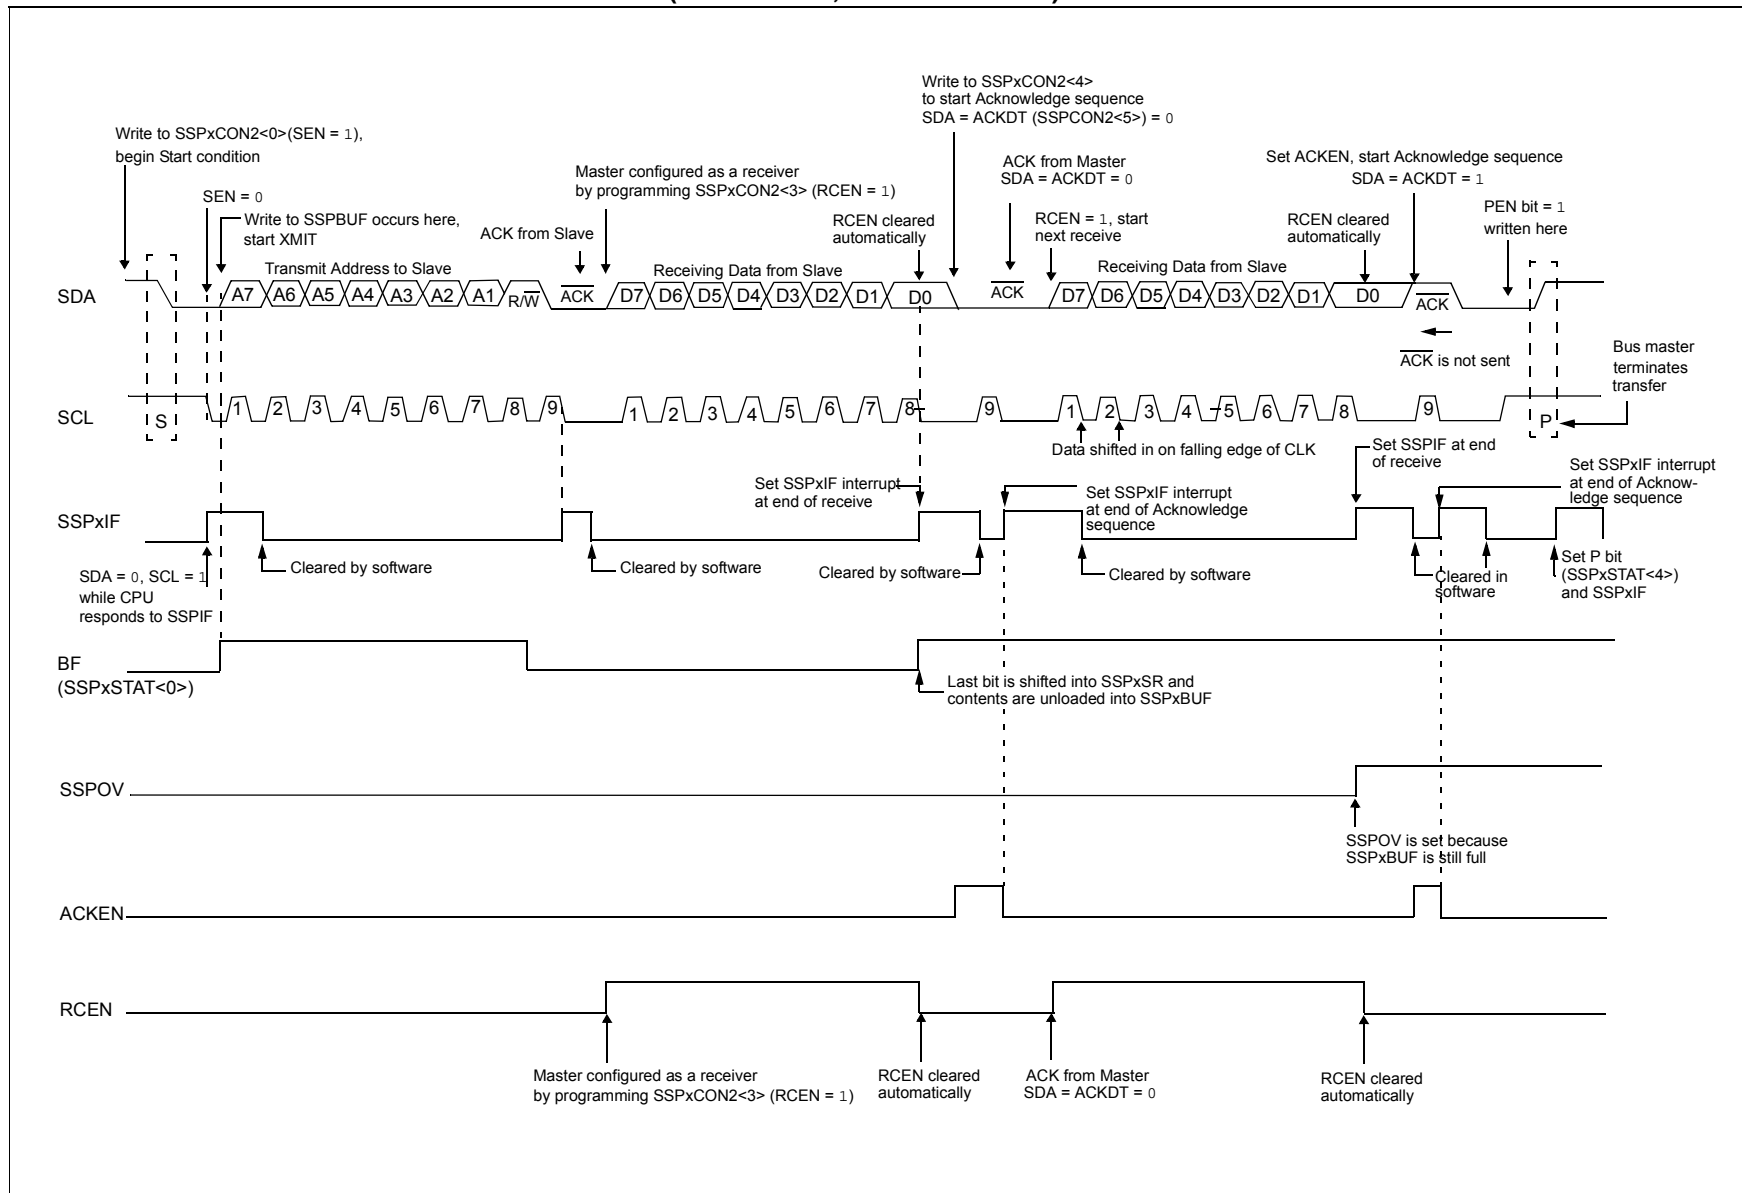 Write to SSPxCON2<4>
to start Acknowledge sequence
SDA = ACKDT (SSPCON2<5>) = 0
Write to SSPxCON2<0>(SEN = 1),
begin Start condition
Master configured as a receiver
by programming SSPxCON2<3> (RCEN = 1)
ACK from Master
SDA = ACKDT = 0
Set ACKEN, start Acknowledge sequence
SDA = ACKDT = 1
SEN = 0
Write to SSPBUF occurs here,
start XMIT
ACK from Slave
RCEN cleared
automatically
RCEN = 1, start
next receive
RCEN cleared
automatically
PEN bit = 1
written here
Transmit Address to Slave
Receiving Data from Slave
Receiving Data from Slave
SDA
A7 A6 A5 A4 A3 A2 A1 R/W ACK D7 D6 D5 D4 D3 D2 D1 D0 ACK D7 D6 D5 D4 D3 D2 D1 D0 ACK
ACK is not sent
Bus master
terminates
transfer
SCL
S 1 2 3 4 5 6 7 8 9 1 2 3 4 5 6 7 8 9 1 2 3 4 5 6 7 8 9 P
Data shifted in on falling edge of CLK
Set SSPIF at end
of receive
Set SSPxIF interrupt
at end of receive
Set SSPxIF interrupt
at end of Acknowledge
sequence
Set SSPxIF interrupt
at end of Acknow-
ledge sequence
SSPxIF
SDA = 0, SCL = 1
while CPU
responds to SSPIF
Cleared by software
Cleared by software
Cleared by software
Cleared by software
Cleared in
software
Set P bit
(SSPxSTAT<4>)
and SSPxIF
BF
(SSPxSTAT<0>)
Last bit is shifted into SSPxSR and
contents are unloaded into SSPxBUF
SSPOV
SSPOV is set because
SSPxBUF is still full
ACKEN
RCEN
Master configured as a receiver
by programming SSPxCON2<3> (RCEN = 1)
RCEN cleared
automatically
ACK from Master
SDA = ACKDT = 0
RCEN cleared
automatically